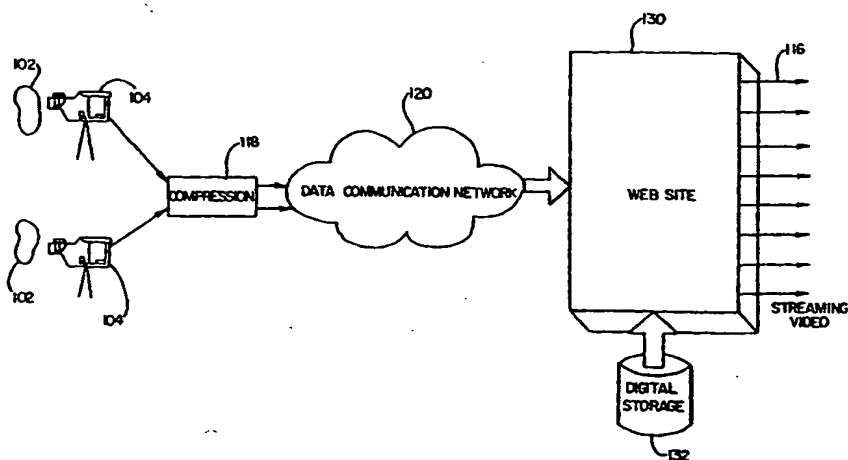 130
116
102
104
120
118
COMPRESSION
DATA COMMUNICATION NETWORK
WEB SITE
102
104
STREAMING
VIDEO
DIGITAL
STORAGE
132